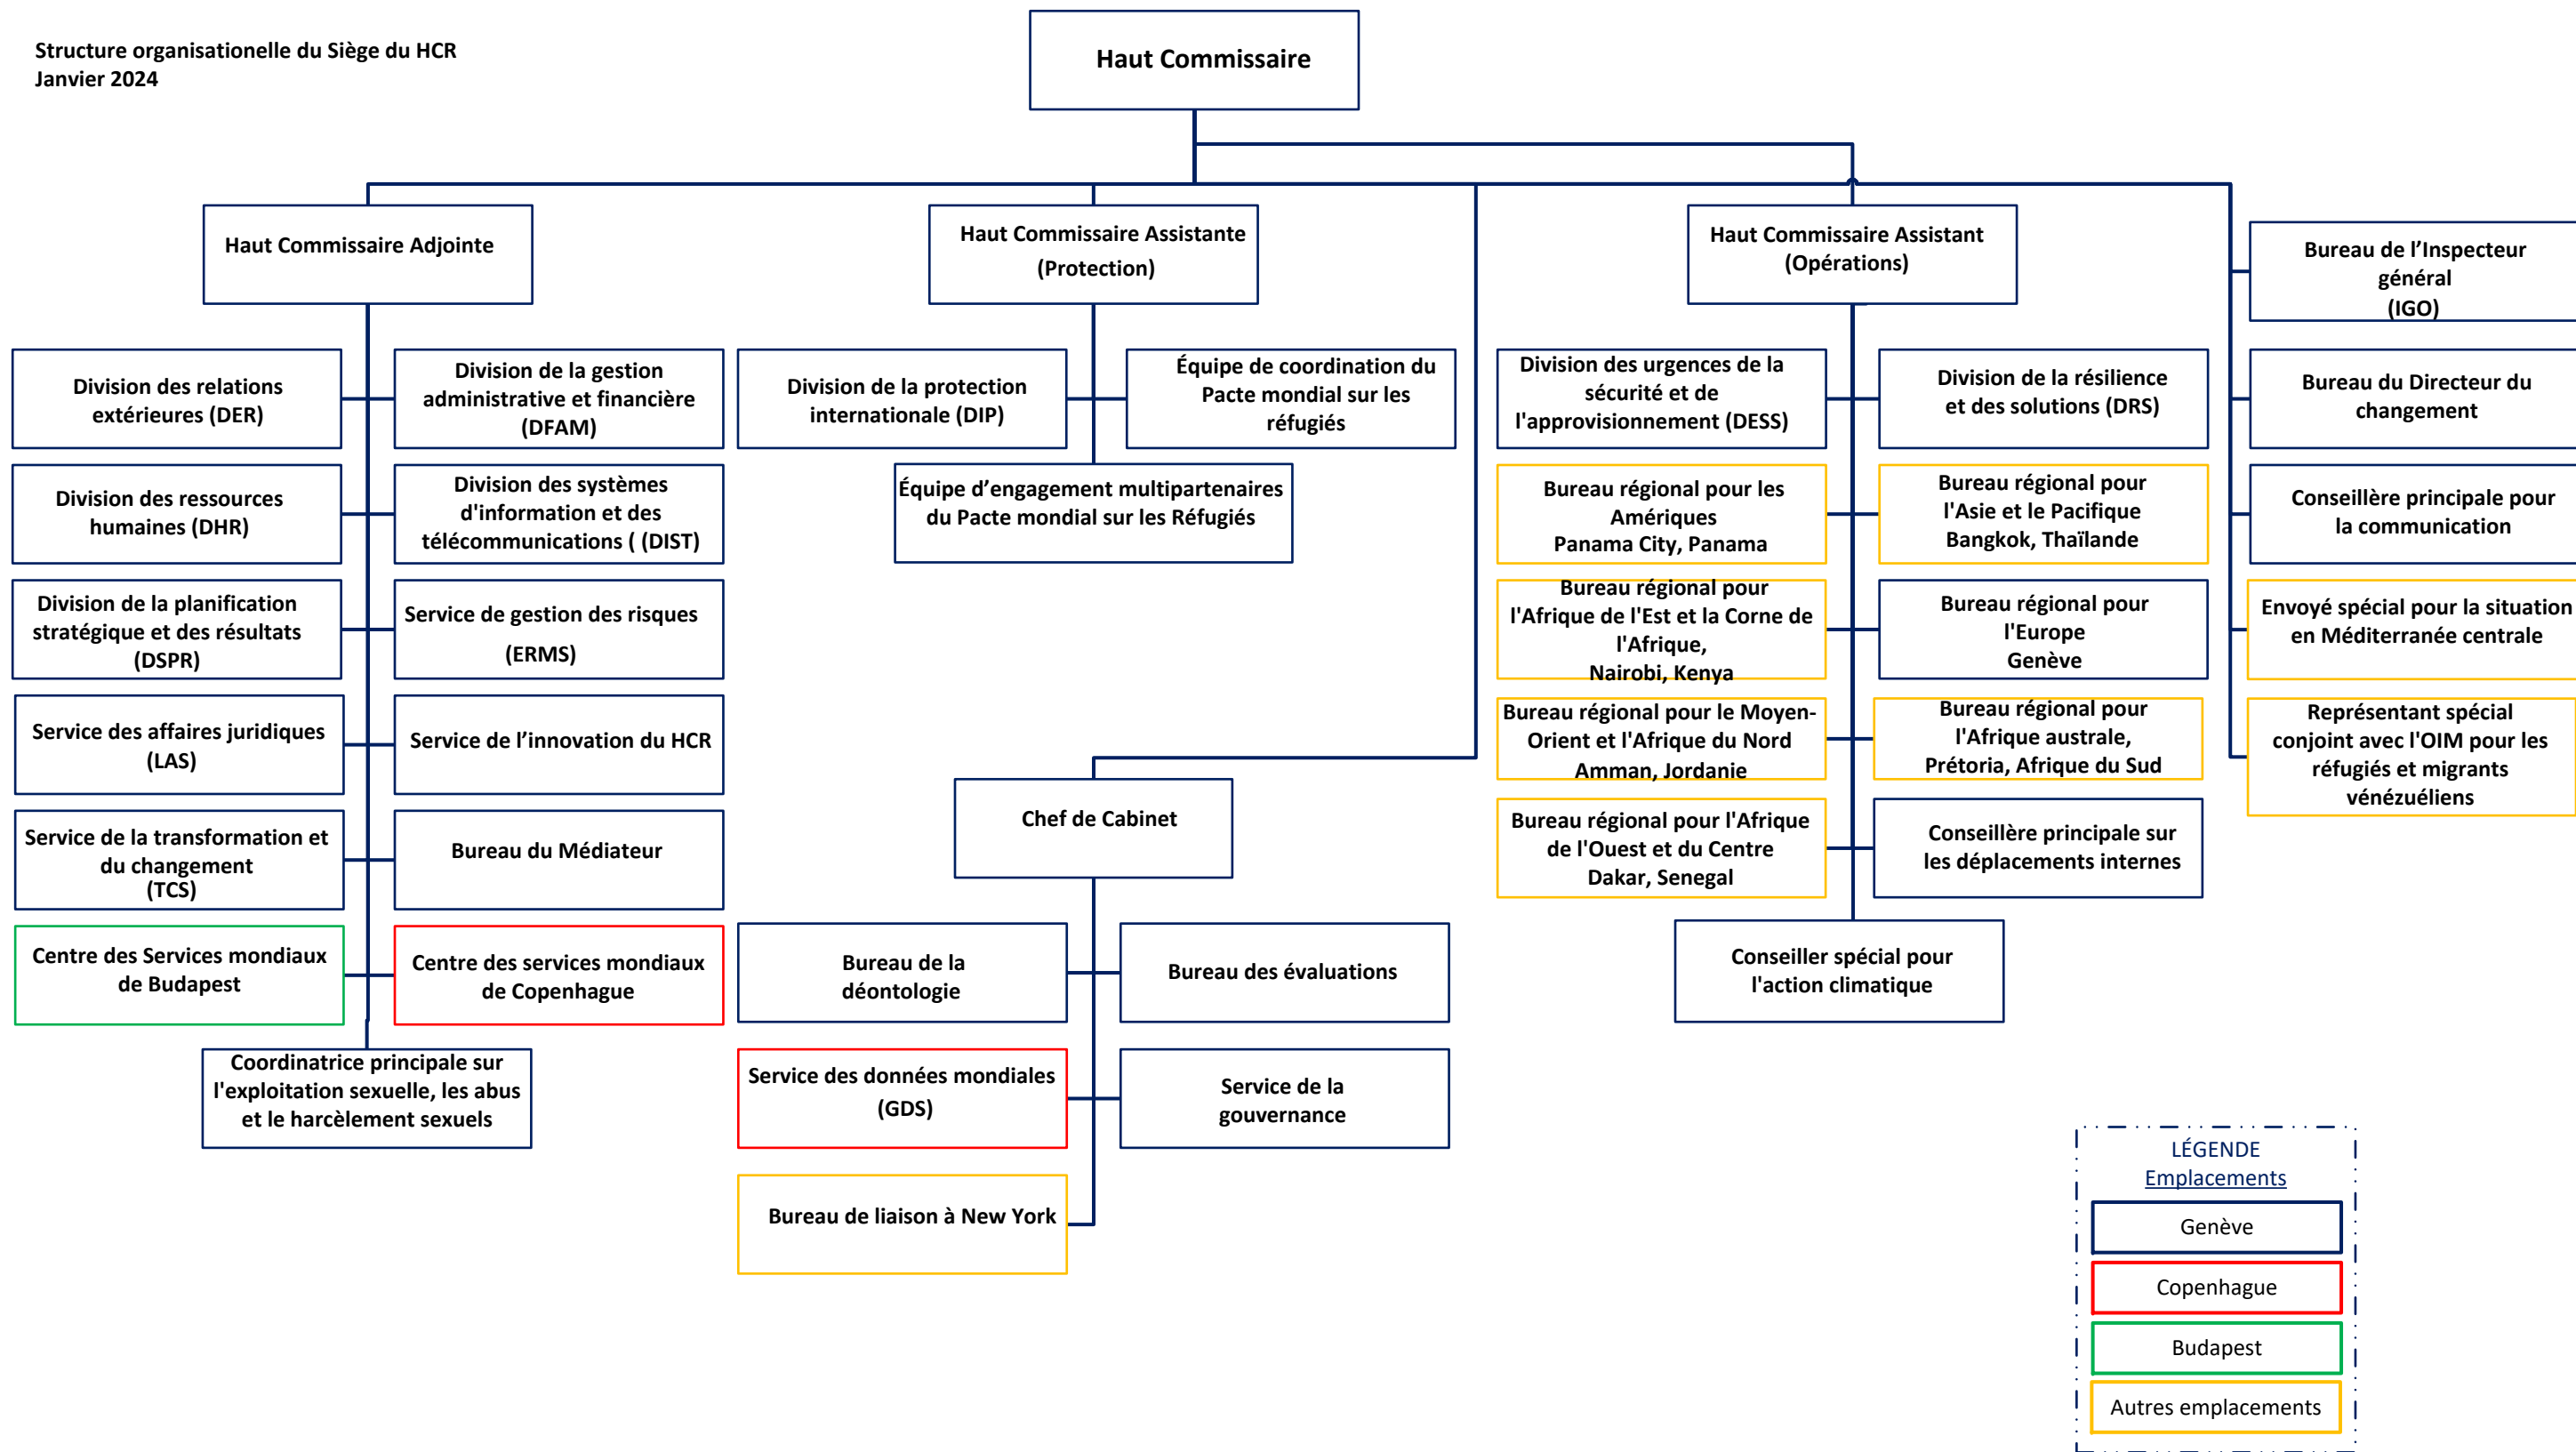 Structure organisationelle du Siège du HCR
Janvier 2024
Haut Commissaire
Haut Commissaire Adjointe
Haut Commissaire Assistante
(Protection)
Haut Commissaire Assistant
(Opérations)
Bureau de l’Inspecteur
général
(IGO)
Division des relations
extérieures (DER)
Division de la gestion
administrative et financière
(DFAM)
Division de la protection
internationale (DIP)
Équipe de coordination du
Pacte mondial sur les
réfugiés
Division des urgences de la
sécurité et de
l'approvisionnement (DESS)
Division de la résilience
et des solutions (DRS)
Bureau du Directeur du
changement
Division des ressources
humaines (DHR)
Division des systèmes
d'information et des
télécommunications ( (DIST)
Équipe d’engagement multipartenaires
du Pacte mondial sur les Réfugiés
Bureau régional pour les
Amériques
Panama City, Panama
Bureau régional pour
l'Asie et le Pacifique
Bangkok, Thaïlande
Conseillère principale pour
la communication
Division de la planification
stratégique et des résultats
(DSPR)
Service de gestion des risques
(ERMS)
Bureau régional pour
l'Afrique de l'Est et la Corne de
l'Afrique,
Nairobi, Kenya
Bureau régional pour
l'Europe
Genève
Envoyé spécial pour la situation
en Méditerranée centrale
Service des affaires juridiques
(LAS)
Service de l’innovation du HCR
Bureau régional pour le Moyen-
Orient et l'Afrique du Nord
Amman, Jordanie
Bureau régional pour
l'Afrique australe,
Prétoria, Afrique du Sud
Représentant spécial
conjoint avec l'OIM pour les
réfugiés et migrants
vénézuéliens
Service de la transformation et
du changement
(TCS)
Bureau du Médiateur
Chef de Cabinet
Bureau régional pour l'Afrique
de l'Ouest et du Centre
Dakar, Senegal
Conseillère principale sur
les déplacements internes
Centre des Services mondiaux
de Budapest
Centre des services mondiaux
de Copenhague
Bureau de la
déontologie
Bureau des évaluations
Conseiller spécial pour
l'action climatique
Coordinatrice principale sur
l'exploitation sexuelle, les abus
et le harcèlement sexuels
Service des données mondiales
(GDS)
Service de la
gouvernance
Bureau de liaison à New York
LÉGENDE
Emplacements
Genève
Copenhague
Budapest
Autres emplacements